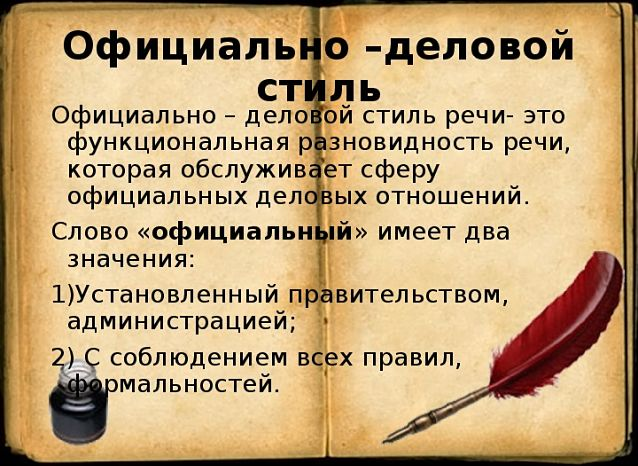 Официально –деловой
стиль
Официально – деловой стиль речи- это
функциональная разновидность речи,
которая обслуживает сферу
официальных деловых отношений.
Слово «официальный» имеет два
значения:
1)Установленный правительством,
администрацией;
2) С соблюдением всех правил,
формальностей.